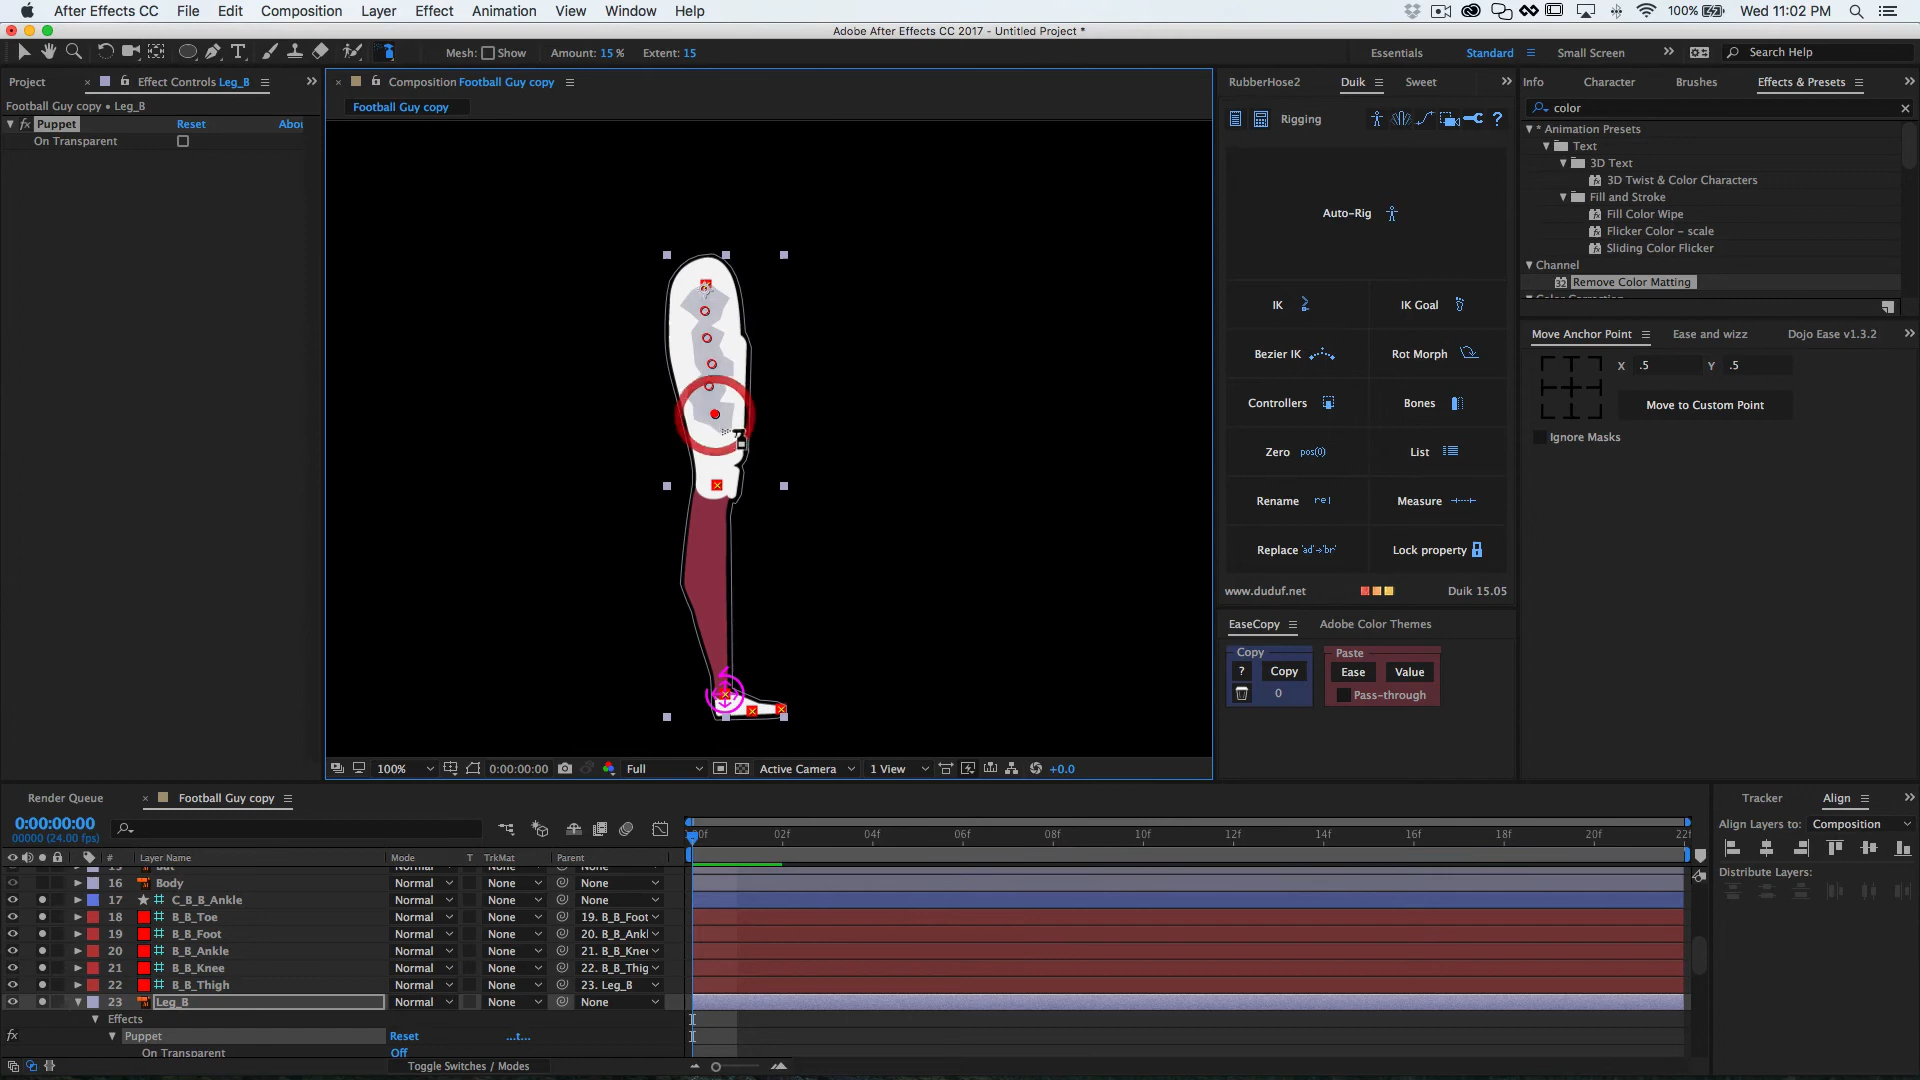 After Effects CC File Edit Composition Layer Effect Animation View Window Help 100% Wed 11:02 PM
Adobe After Effects CC 2017 - Untitled Project *
Mesh: Show Amount: 15 % Extent: 15 Essentials Standard Small Screen Search Help
Project Effect Controls Leg_B Composition Football Guy copy RubberHose2 Duik Sweet Info Character Brushes Effects & Presets
Football Guy copy • Leg_B Football Guy copy color
fx Puppet Reset Abou Rigging * Animation Presets
On Transparent Text
3D Text
3D Twist & Color Characters
Fill and Stroke
Auto-Rig Fill Color Wipe
Flicker Color - scale
Sliding Color Flicker
Channel
Remove Color Matting
IK IK Goal
Move Anchor Point Ease and wizz Dojo Ease v1.3.2
Bezier IK Rot Morph X .5 Y .5
Controllers Bones Move to Custom Point
Ignore Masks
Zero pos(0) List
Rename Measure
Replace Lock property
www.duduf.net Duik 15.05
EaseCopy Adobe Color Themes
Copy Paste
? Copy Ease Value
0 Pass-through
100% 0:00:00:00 Full Active Camera 1 View +0.0
Render Queue Football Guy copy Tracker Align
0:00:00:00 Align Layers to: Composition
00000 (24.00 fps) 02f 04f 06f 08f 10f 12f 14f 16f 18f 20f 22f
# Layer Name Mode T TrkMat Parent
Distribute Layers:
16 Body Normal None None
17 C_B_B_Ankle Normal None None
18 B_B_Toe Normal None 19. B_B_Foot
19 B_B_Foot Normal None 20. B_B_Ankl
20 B_B_Ankle Normal None 21. B_B_Knee
21 B_B_Knee Normal None 22. B_B_Thig
22 B_B_Thigh Normal None 23. Leg_B
23 Leg_B Normal None None
Effects
fx Puppet Reset ...t...
On Transparent Off
Toggle Switches / Modes